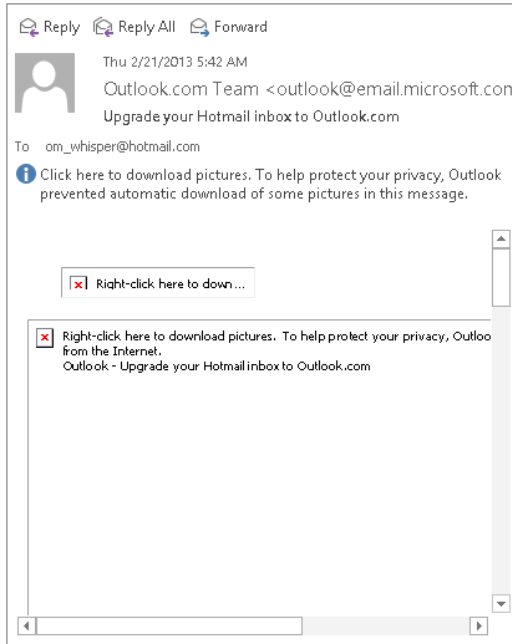 Reply Reply All Forward
Thu 2/21/2013 5:42 AM
Outlook.com Team <outlook@email.microsoft.com
Upgrade your Hotmail inbox to Outlook.com
To om_whisper@hotmail.com
Click here to download pictures. To help protect your privacy, Outlook
prevented automatic download of some pictures in this message.
Right-click here to down...
Right-click here to download pictures. To help protect your privacy, Outloo
from the Internet.
Outlook - Upgrade your Hotmail inbox to Outlook.com